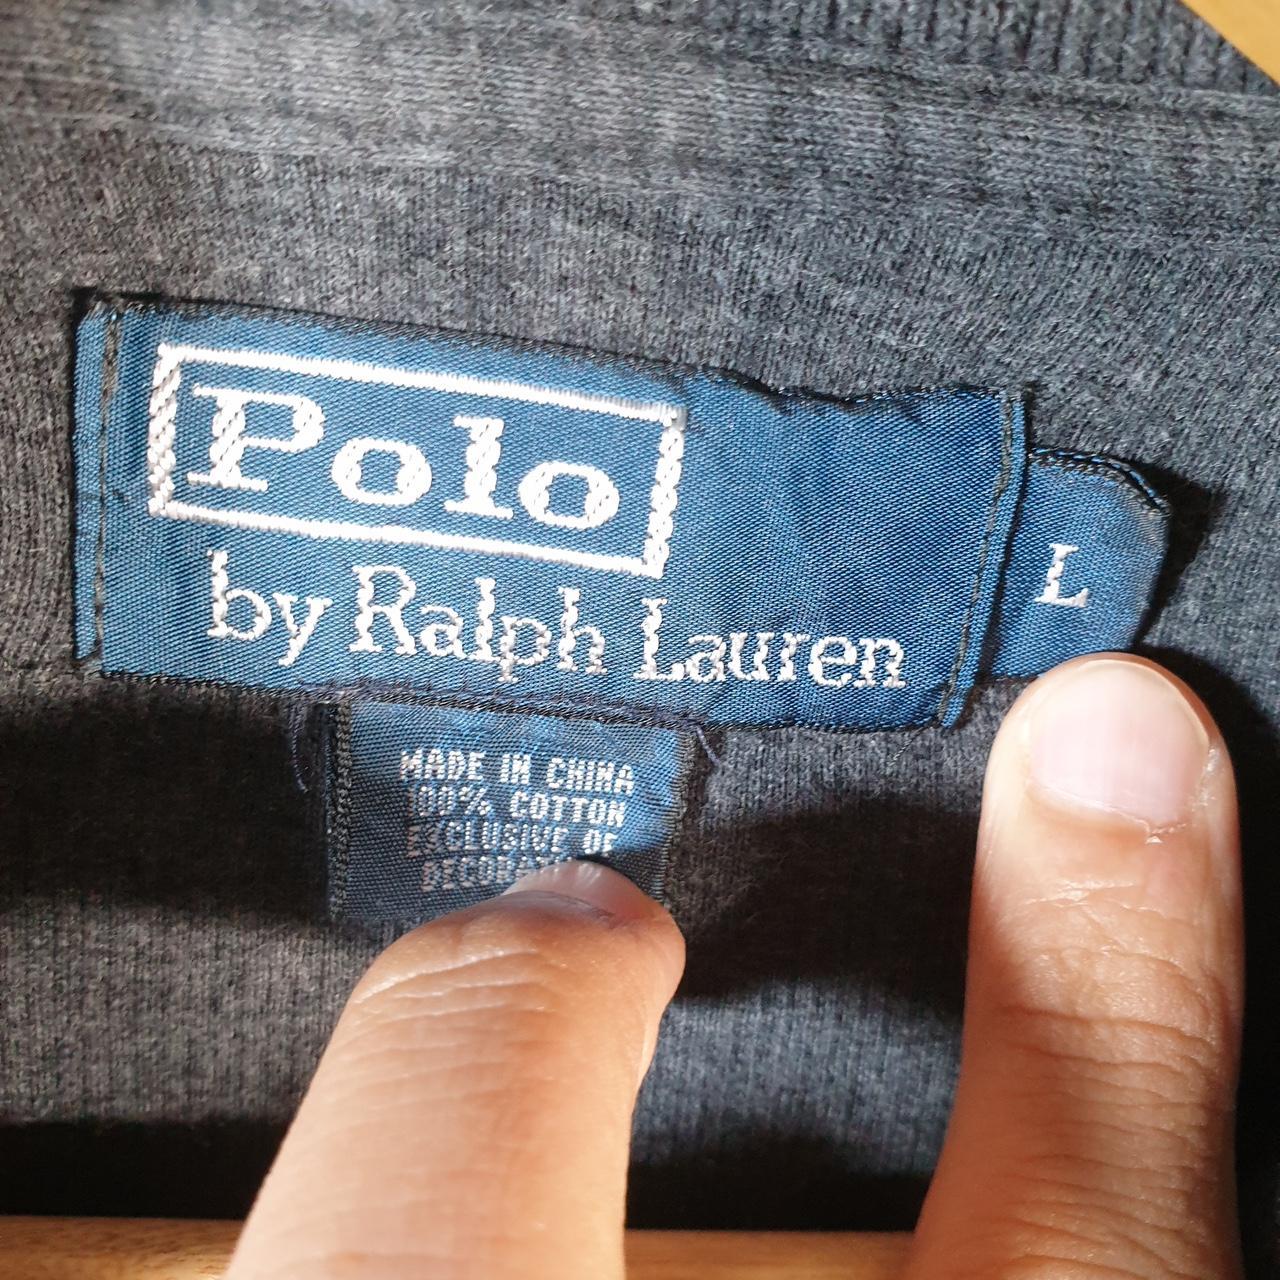 Polo
by Ralph Lauren
L
MADE IN CHINA
100% COTTON
EXCLUSIVE OF